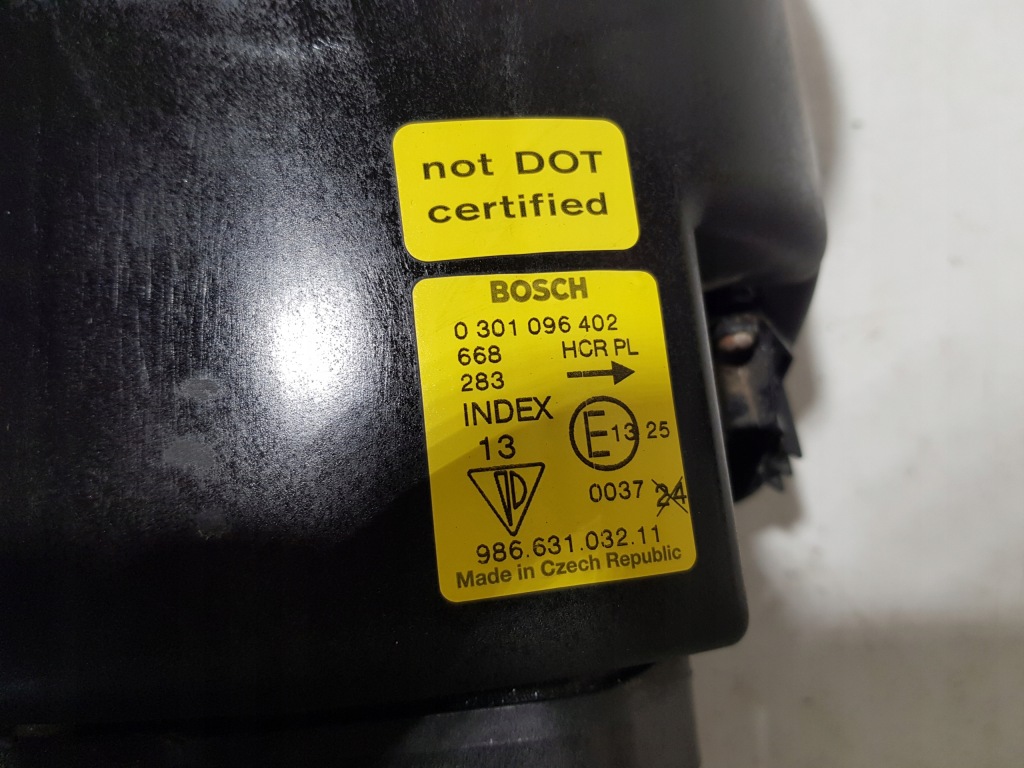 not DOT
certified
BOSCH
0 301 096 402
668 HCR PL
283
INDEX
13 E13 25
0037 24
986.631.032.11
Made in Czech Republic